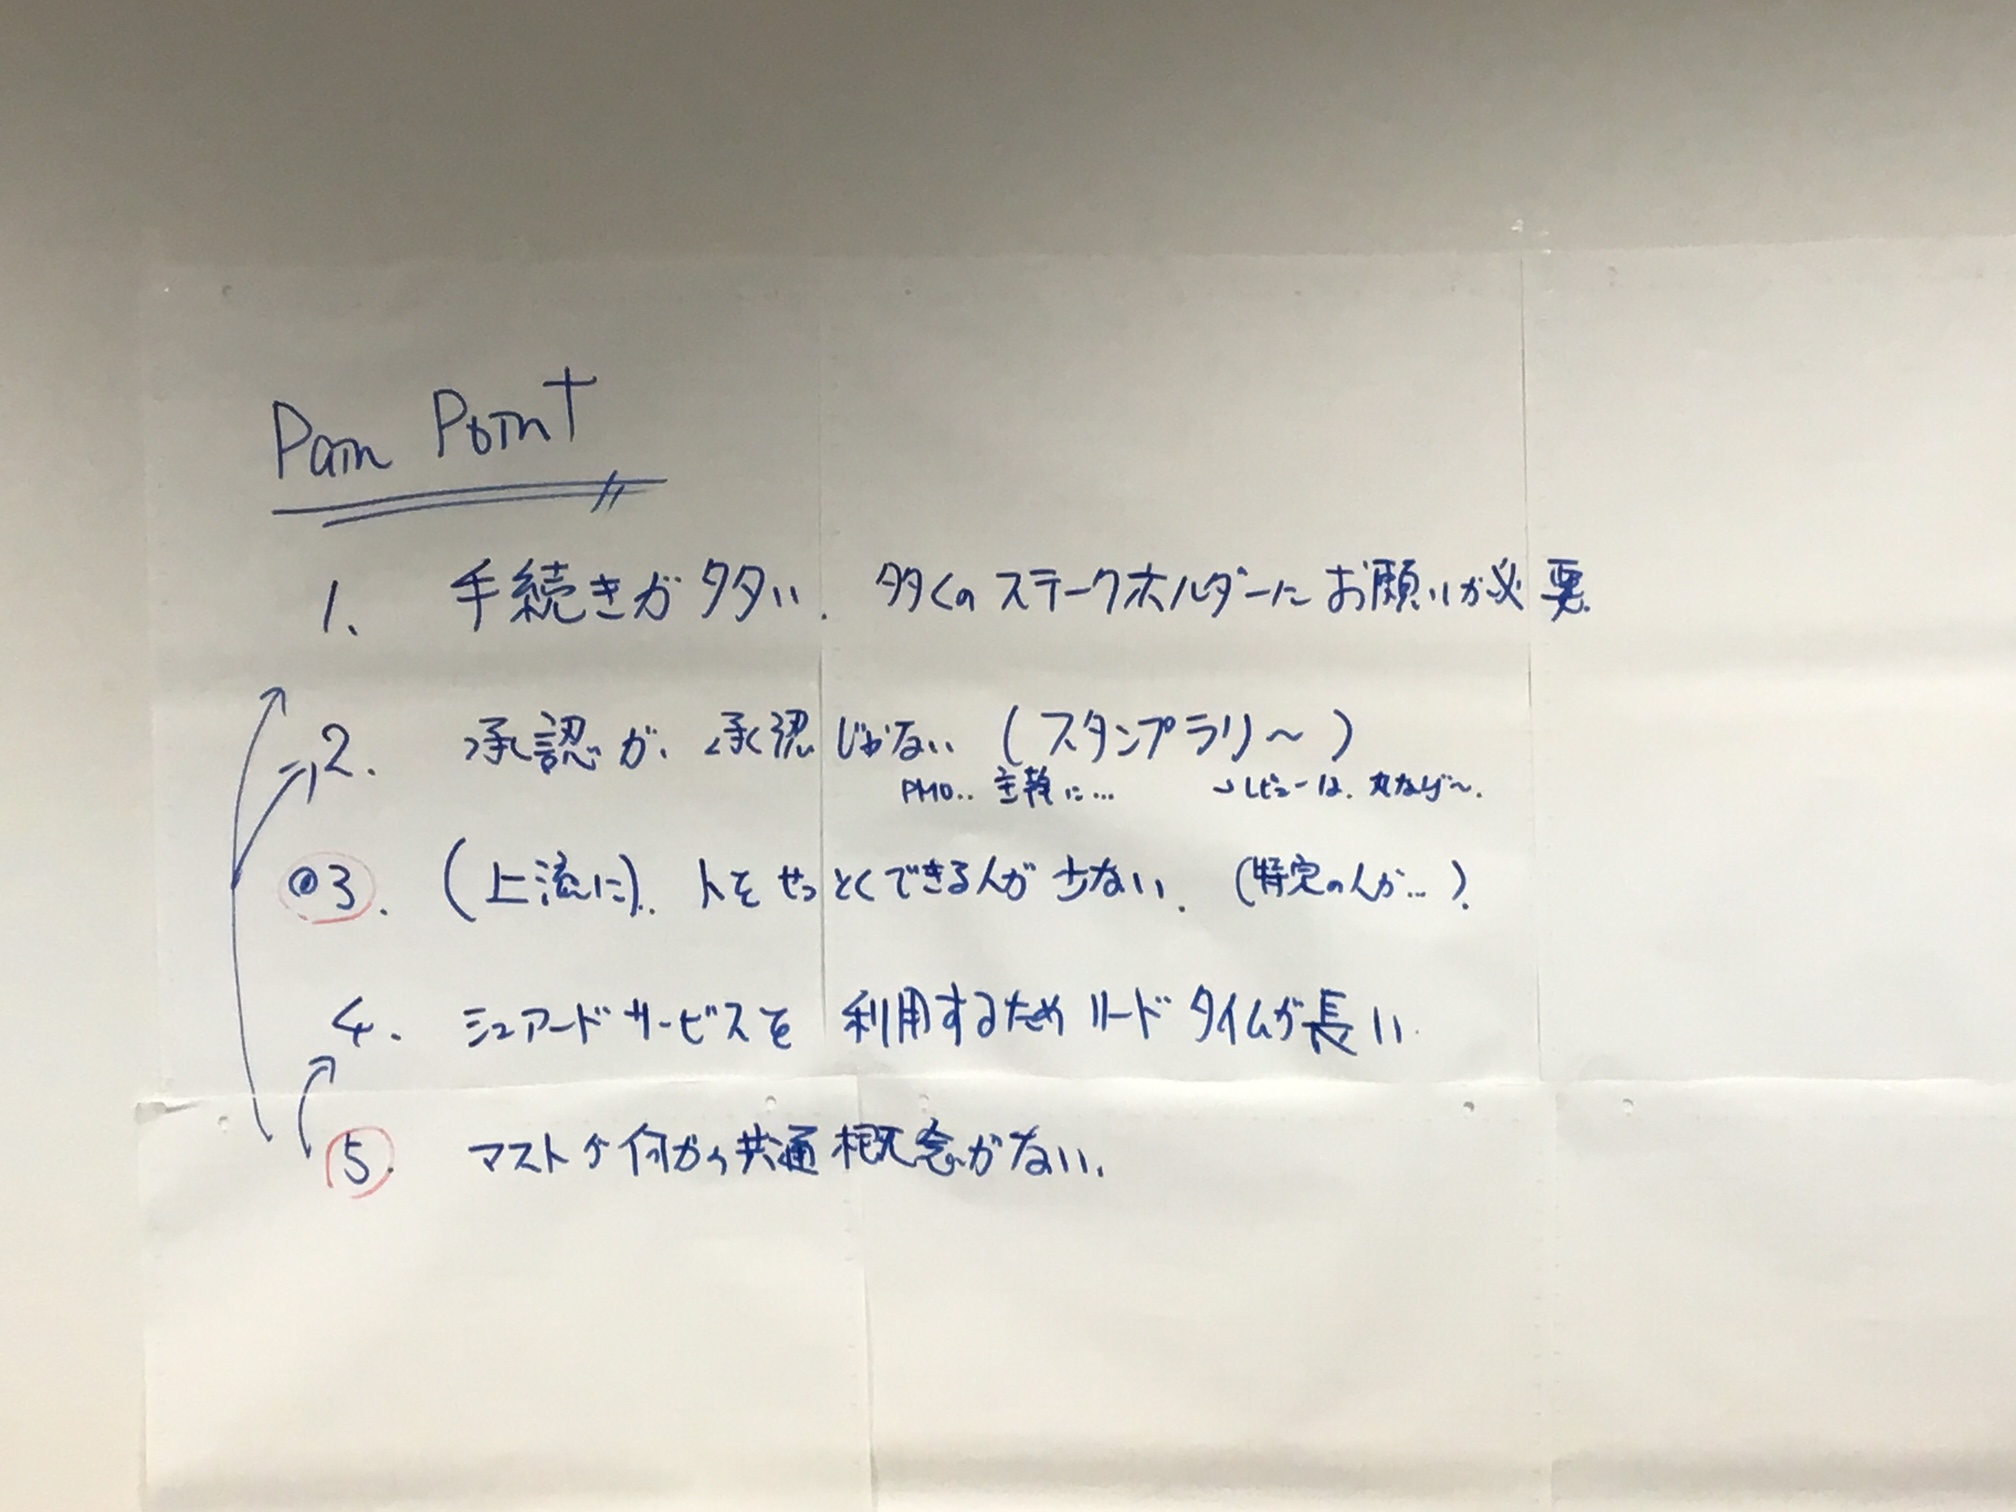 Pain Point
1. 手続きが多い. 多くのステークホルダーにお願いが必要.
2. 承認が、承認じゃない (スタンプラリ〜)
PMO.. 主幹に... →レビューは、丸なげ〜.
◎3. (上流に).. 人をせっとくできる人が少ない. (特定の人が...).
4. シェアードサービスを 利用するため リードタイムが長い.
5. マストが何かの共通概念がない.